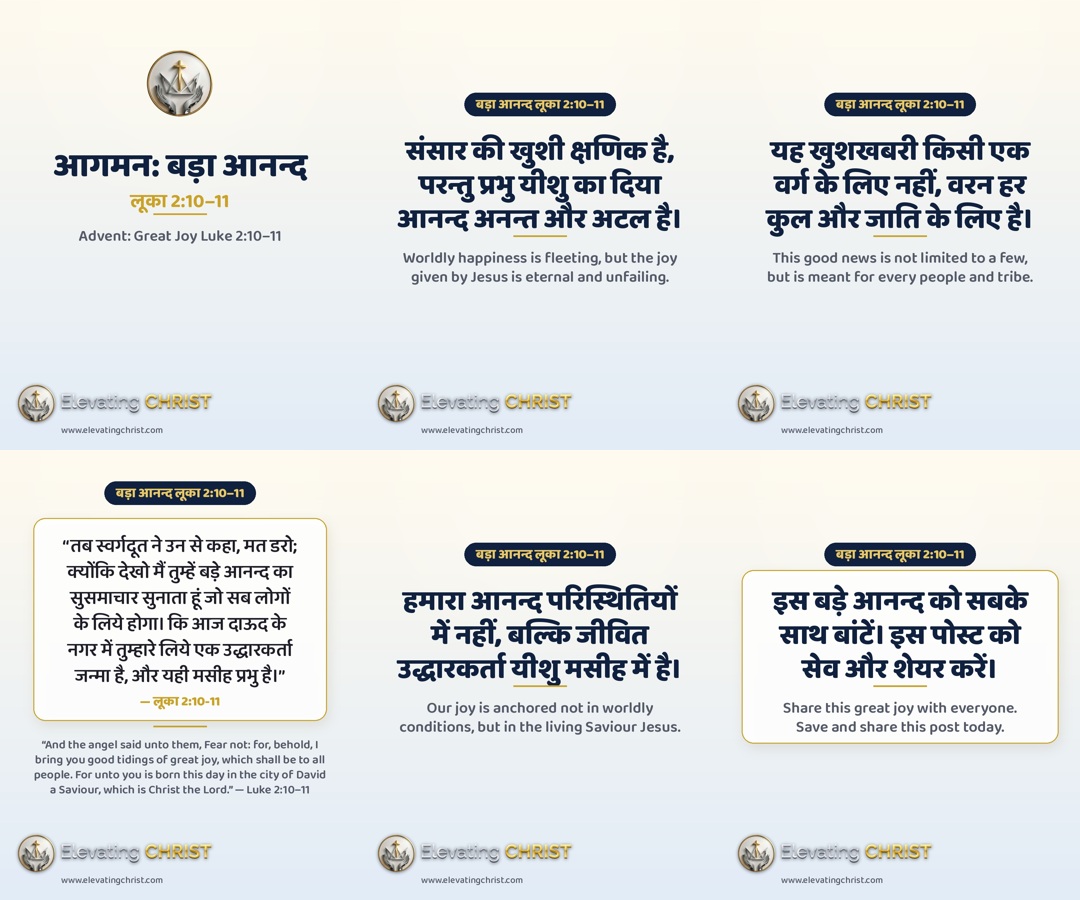 आगमन: बड़ा आनन्द
लूका 2:10–11
Advent: Great Joy Luke 2:10–11
Elevating CHRIST
www.elevatingchrist.com
बड़ा आनन्द लूका 2:10–11
संसार की खुशी क्षणिक है,
परन्तु प्रभु यीशु का दिया
आनन्द अनन्त और अटल है।
Worldly happiness is fleeting, but the joy
given by Jesus is eternal and unfailing.
Elevating CHRIST
www.elevatingchrist.com
बड़ा आनन्द लूका 2:10–11
यह खुशखबरी किसी एक
वर्ग के लिए नहीं, वरन हर
कुल और जाति के लिए है।
This good news is not limited to a few,
but is meant for every people and tribe.
Elevating CHRIST
www.elevatingchrist.com
बड़ा आनन्द लूका 2:10–11
“तब स्वर्गदूत ने उन से कहा, मत डरो;
क्योंकि देखो मैं तुम्हें बड़े आनन्द का
सुसमाचार सुनाता हूं जो सब लोगों
के लिये होगा। कि आज दाऊद के
नगर में तुम्हारे लिये एक उद्धारकर्ता
जन्मा है, और यही मसीह प्रभु है।”
— लूका 2:10-11
“And the angel said unto them, Fear not: for, behold, I
bring you good tidings of great joy, which shall be to all
people. For unto you is born this day in the city of David
a Saviour, which is Christ the Lord.” — Luke 2:10–11
Elevating CHRIST
www.elevatingchrist.com
बड़ा आनन्द लूका 2:10–11
हमारा आनन्द परिस्थितियों
में नहीं, बल्कि जीवित
उद्धारकर्ता यीशु मसीह में है।
Our joy is anchored not in worldly
conditions, but in the living Saviour Jesus.
Elevating CHRIST
www.elevatingchrist.com
बड़ा आनन्द लूका 2:10–11
इस बड़े आनन्द को सबके
साथ बांटें। इस पोस्ट को
सेव और शेयर करें।
Share this great joy with everyone.
Save and share this post today.
Elevating CHRIST
www.elevatingchrist.com